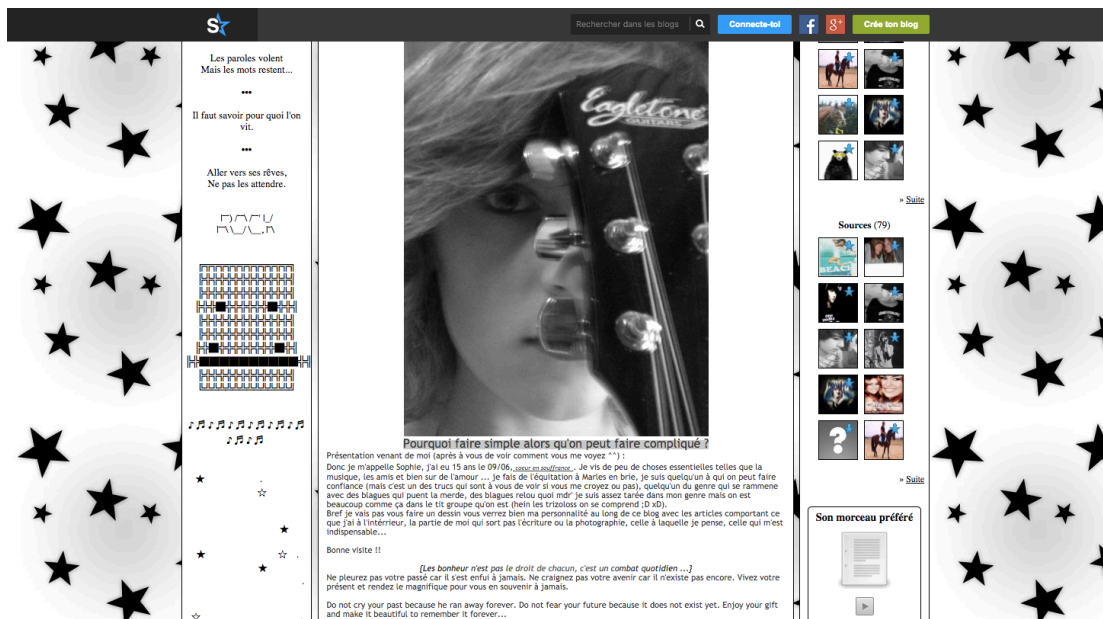 S
Rechercher dans les blogs
Connecte-toi
Crée ton blog
Les paroles volent
Mais les mots restent...
•••
Il faut savoir pour quoi l'on
vit.
•••
Aller vers ses rêves,
Ne pas les attendre.
♪♬♪♬♪♬♪♬♪♬♪♬
♪♬♪♬
Eagletone
GUITARS
Pourquoi faire simple alors qu'on peut faire compliqué ?
Présentation venant de moi (après à vous de voir comment vous me voyez ^^) :
Donc je m'appelle Sophie, j'ai eu 15 ans le 09/06, coeur en souffrance . Je vis de peu de choses essentielles telles que la
musique, les amis et bien sur de l'amour ... je fais de l'équitation à Marles en brie, je suis quelqu'un à qui on peut faire
confiance (mais c'est un des trucs qui sont à vous de voir si vous me croyez ou pas), quelqu'un du genre qui se rammene
avec des blagues qui puent la merde, des blagues relou quoi mdr' je suis assez tarée dans mon genre mais on est
beaucoup comme ça dans le tit groupe qu'on est (hein les trizoloss on se comprend ;D xD).
Bref je vais pas vous faire un dessin vous verrez bien ma personnalité au long de ce blog avec les articles comportant ce
que j'ai à l'intérrieur, la partie de moi qui sort pas l'écriture ou la photographie, celle à laquelle je pense, celle qui m'est
indispensable...
Bonne visite !!
{Les bonheur n'est pas le droit de chacun, c'est un combat quotidien ...}
Ne pleurez pas votre passé car il s'est enfui à jamais. Ne craignez pas votre avenir car il n'existe pas encore. Vivez votre
présent et rendez le magnifique pour vous en souvenir à jamais.
Do not cry your past because he ran away forever. Do not fear your future because it does not exist yet. Enjoy your gift
and make it beautiful to remember it forever...
» Suite
Sources (79)
BEACH
» Suite
Son morceau préféré